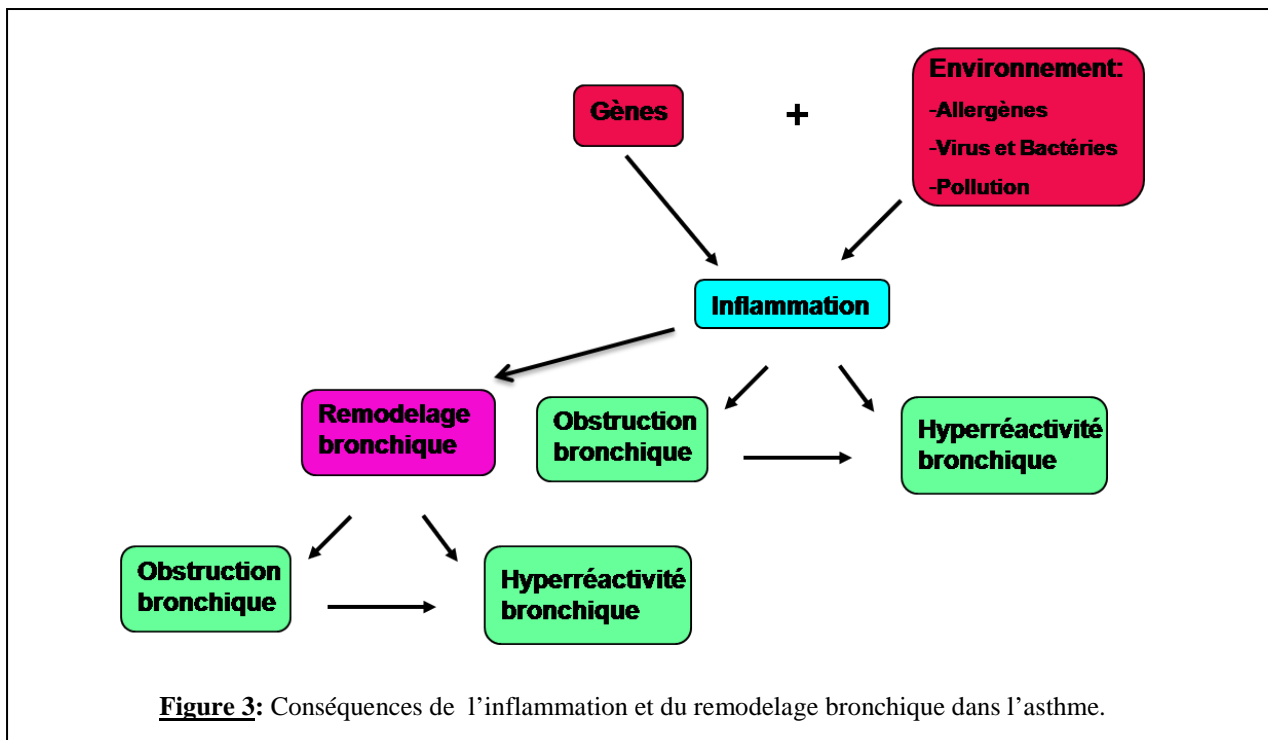 Gènes
+
Environnement:
-Allergènes
-Virus et Bactéries
-Pollution
Inflammation
Remodelage
bronchique
Obstruction
bronchique
Hyperréactivité
bronchique
Obstruction
bronchique
Hyperréactivité
bronchique
Figure 3: Conséquences de l’inflammation et du remodelage bronchique dans l’asthme.